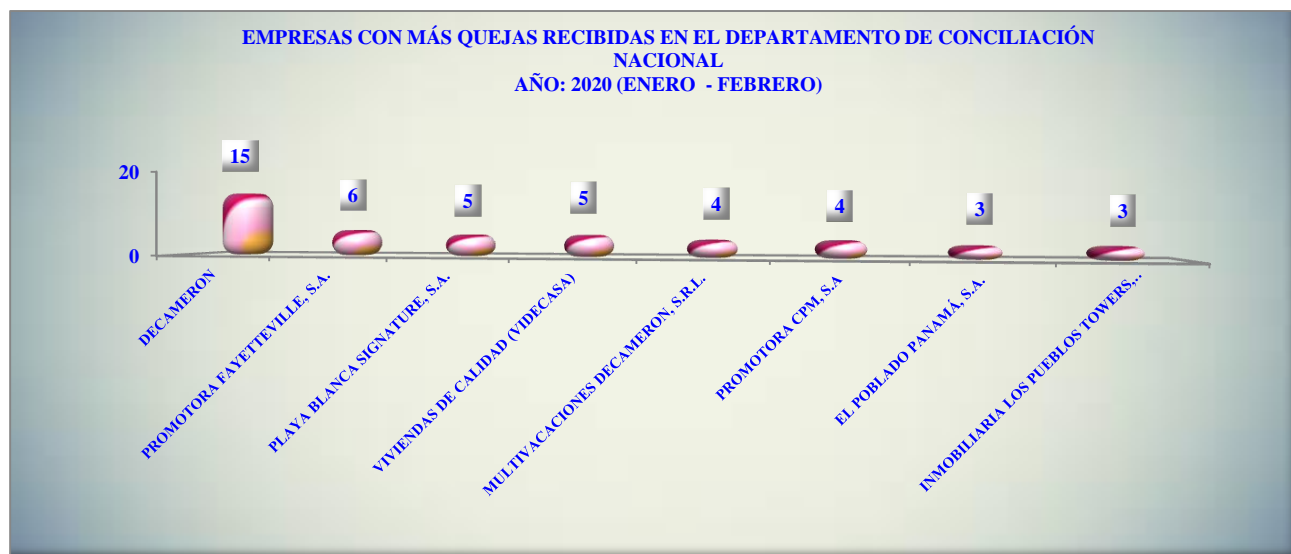 EMPRESAS CON MÁS QUEJAS RECIBIDAS EN EL DEPARTAMENTO DE CONCILIACIÓN
NACIONAL
AÑO: 2020 (ENERO - FEBRERO)
20
0
15
6
5
5
4
4
3
3
DECAMERON
PROMOTORA FAYETTEVILLE, S.A.
PLAYA BLANCA SIGNATURE, S.A.
VIVIENDAS DE CALIDAD (VIDECASA)
MULTIVACACIONES DECAMERON, S.R.L.
PROMOTORA CPM, S.A
EL POBLADO PANAMÁ, S.A.
INMOBILIARIA LOS PUEBLOS TOWERS,..